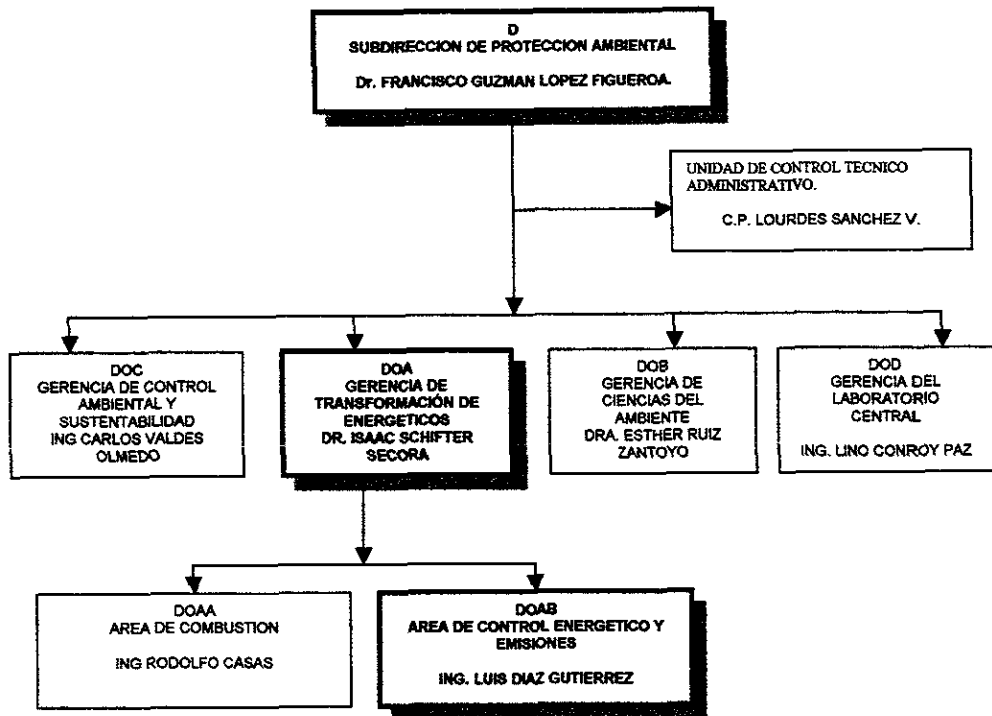 D
SUBDIRECCION DE PROTECCION AMBIENTAL
Dr. FRANCISCO GUZMAN LOPEZ FIGUEROA.
UNIDAD DE CONTROL TECNICO
ADMINISTRATIVO.
C.P. LOURDES SANCHEZ V.
DOC
GERENCIA DE CONTROL
AMBIENTAL Y
SUSTENTABILIDAD
ING CARLOS VALDES
OLMEDO
DOA
GERENCIA DE
TRANSFORMACIÓN DE
ENERGETICOS
DR. ISAAC SCHIFTER
SECORA
DOB
GERENCIA DE
CIENCIAS DEL
AMBIENTE
DRA. ESTHER RUIZ
ZANTOYO
DOD
GERENCIA DEL
LABORATORIO
CENTRAL
ING. LINO CONROY PAZ
DOAA
AREA DE COMBUSTION
ING RODOLFO CASAS
DOAB
AREA DE CONTROL ENERGETICO Y
EMISIONES
ING. LUIS DIAZ GUTIERREZ